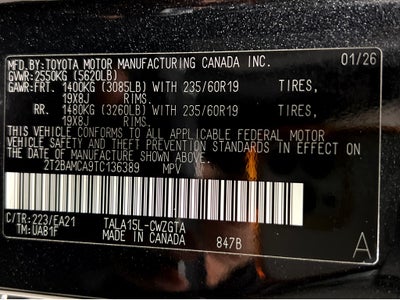 MFD.BY:TOYOTA MOTOR MANUFACTURING CANADA INC. 01/26
GVWR:2550KG (5620LB)
GAWR:FRT. 1400KG (3085LB) WITH 235/60R19 TIRES,
19X8J RIMS.
RR. 1480KG (3260LB) WITH 235/60R19 TIRES,
19X8J RIMS.
THIS VEHICLE CONFORMS TO ALL APPLICABLE FEDERAL MOTOR
VEHICLE SAFETY AND THEFT PREVENTION STANDARDS IN EFFECT ON
THE DATE OF MANUFACTURE SHOWN ABOVE.
2T2BAMCA9TC136389 MPV
C/TR:223/EA21 TALA15L-CWZGTA
TM:UAB1F MADE IN CANADA 847B A